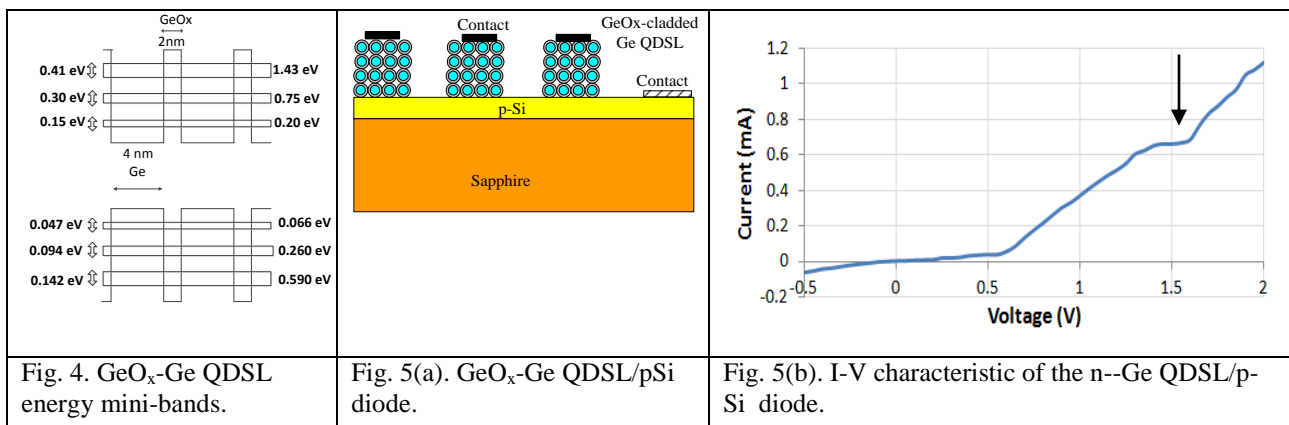 GeOx
2nm
0.41 eV
1.43 eV
0.30 eV
0.75 eV
0.15 eV
0.20 eV
4 nm
Ge
0.047 eV
0.066 eV
0.094 eV
0.260 eV
0.142 eV
0.590 eV
Fig. 4. GeOx-Ge QDSL
energy mini-bands.
Contact
GeOx-cladded
Ge QDSL
Contact
p-Si
Sapphire
Fig. 5(a). GeOx-Ge QDSL/pSi
diode.
Current (mA)
1.2
1
0.8
0.6
0.4
0.2
0
-0.2
-0.5
0
0.5
1
1.5
2
Voltage (V)
Fig. 5(b). I-V characteristic of the n--Ge QDSL/p-
Si diode.